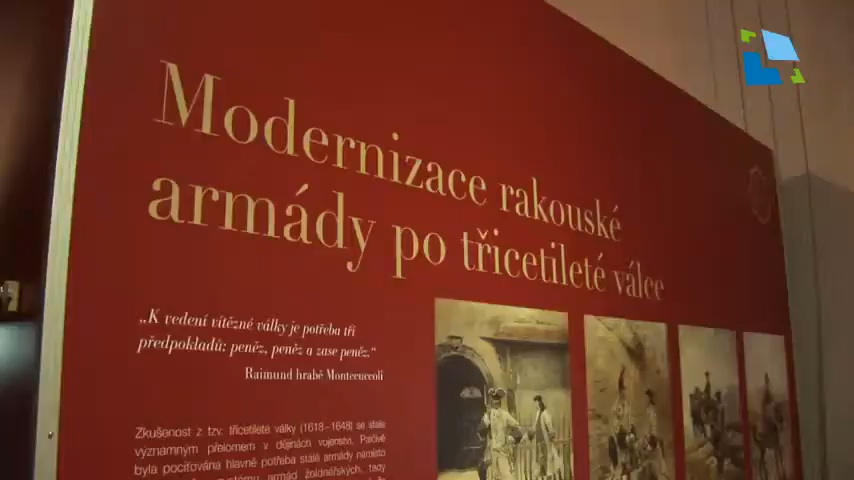 Modernizace rakouské
armády po třicetileté válce
„K vedení vítězné války je potřeba tří
předpokladů: peněz, peněz a zase peněz.“
Raimund hrabě Montecuccoli
Zkušenost z tzv. třicetileté války (1618–1648) se stala
významným přelomem v dějinách vojenství. Palčivě
byla pociťována hlavně potřeba stálé armády namísto
systému armád žoldnéřských, tedy